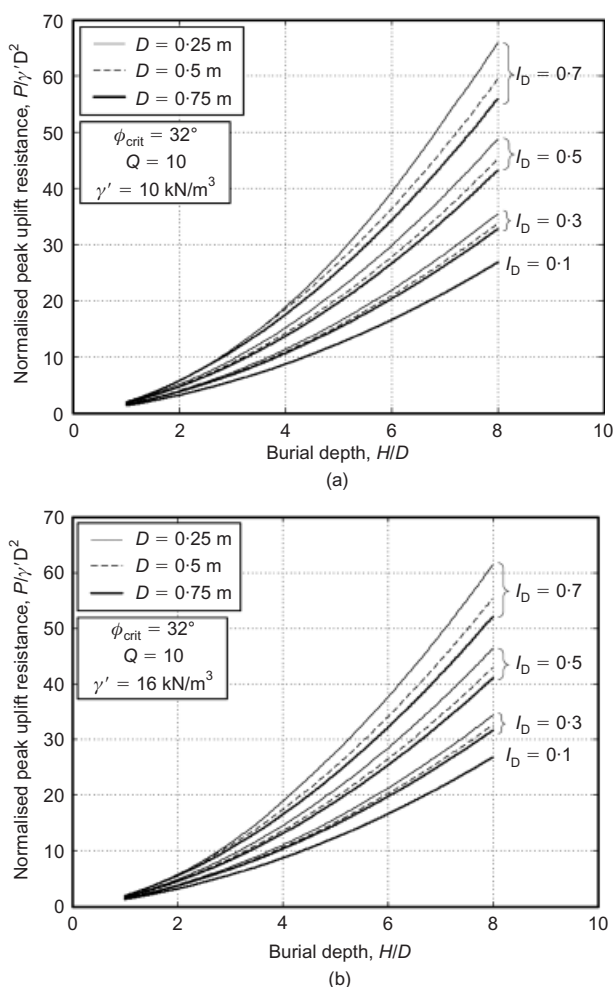 70
60
50
40
30
20
10
0
Normalised peak uplift resistance, P/γ′D²
D = 0·25 m
D = 0·5 m
D = 0·75 m
ϕcrit = 32°
Q = 10
γ′ = 10 kN/m³
ID = 0·7
ID = 0·5
ID = 0·3
ID = 0·1
0 2 4 6 8 10
Burial depth, H/D
(a)
70
60
50
40
30
20
10
0
Normalised peak uplift resistance, P/γ′D²
D = 0·25 m
D = 0·5 m
D = 0·75 m
ϕcrit = 32°
Q = 10
γ′ = 16 kN/m³
ID = 0·7
ID = 0·5
ID = 0·3
ID = 0·1
0 2 4 6 8 10
Burial depth, H/D
(b)